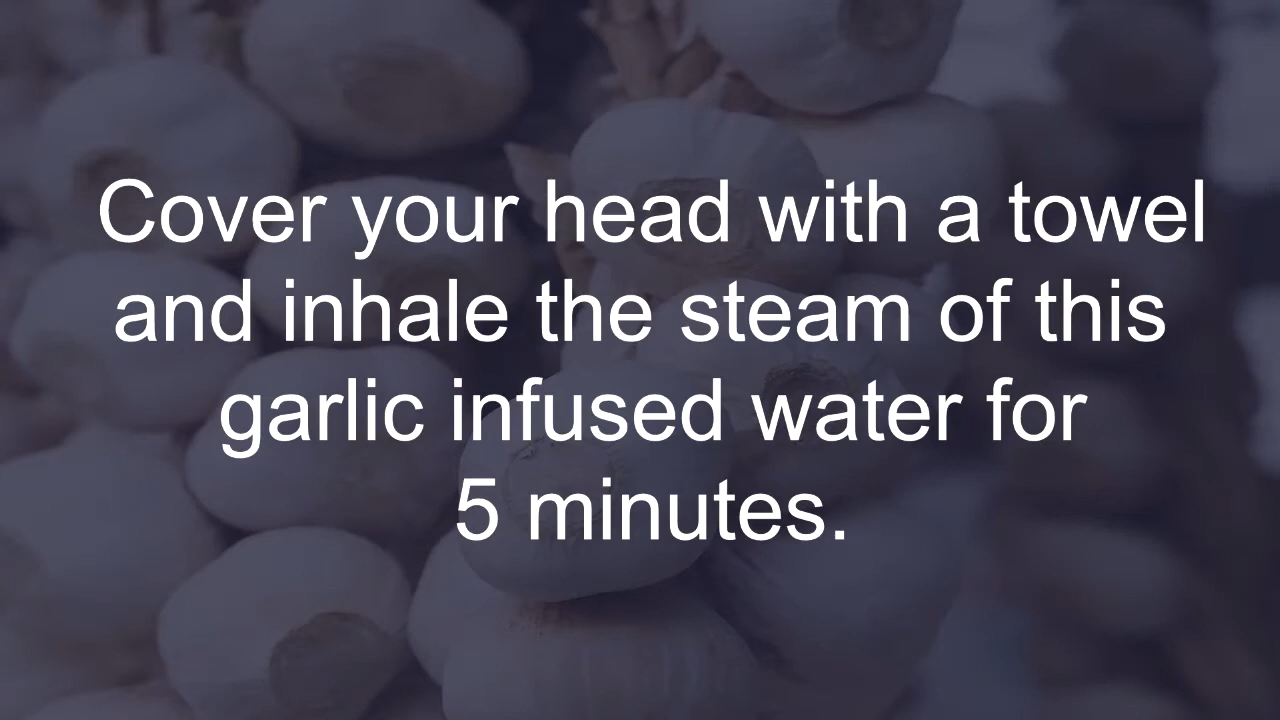 Cover your head with a towel
and inhale the steam of this
garlic infused water for
5 minutes.